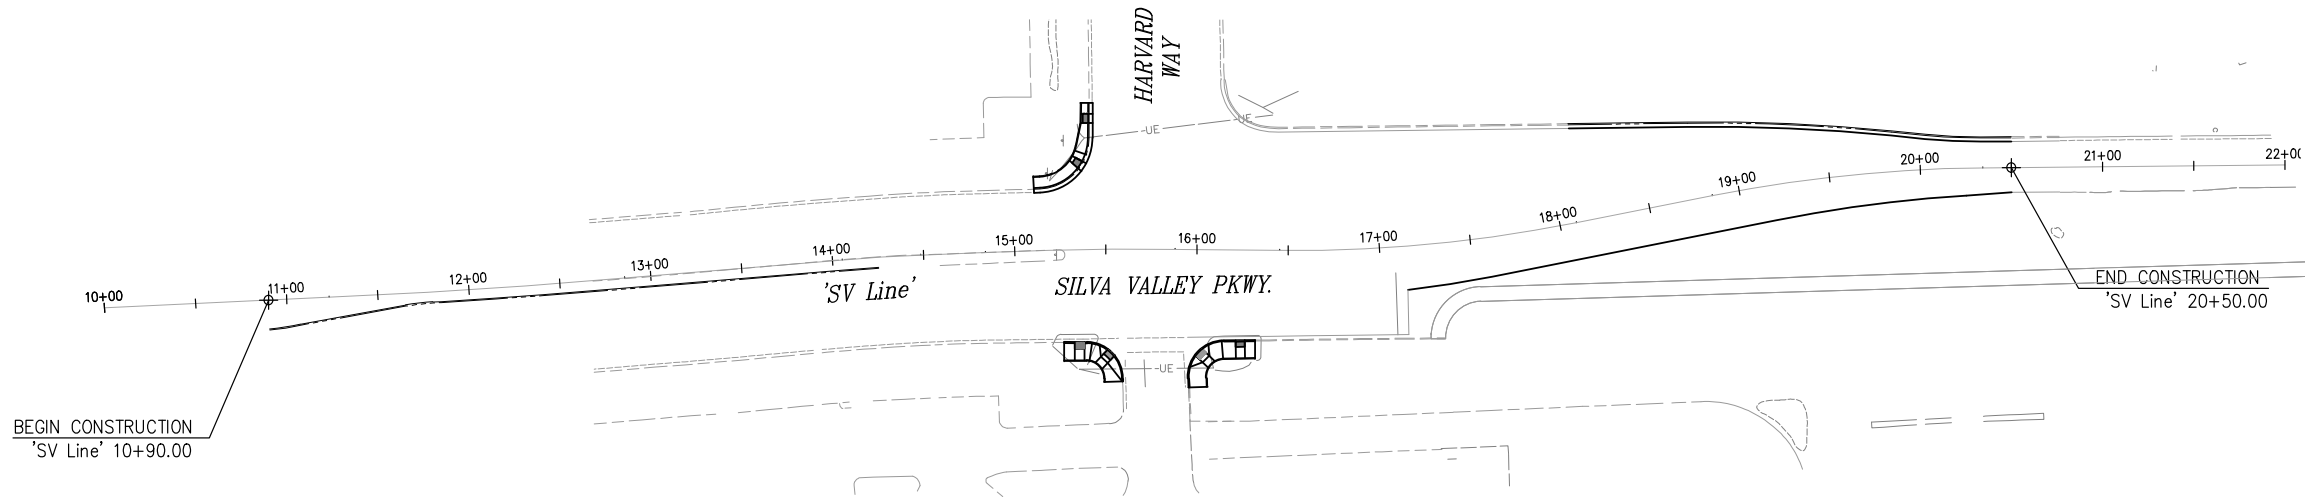 HARVARD
WAY
UE
UE
10+00
11+00
12+00
13+00
14+00
15+00
16+00
17+00
18+00
19+00
20+00
21+00
22+00
'SV Line'
SILVA VALLEY PKWY.
UE
BEGIN CONSTRUCTION
'SV Line' 10+90.00
END CONSTRUCTION
'SV Line' 20+50.00